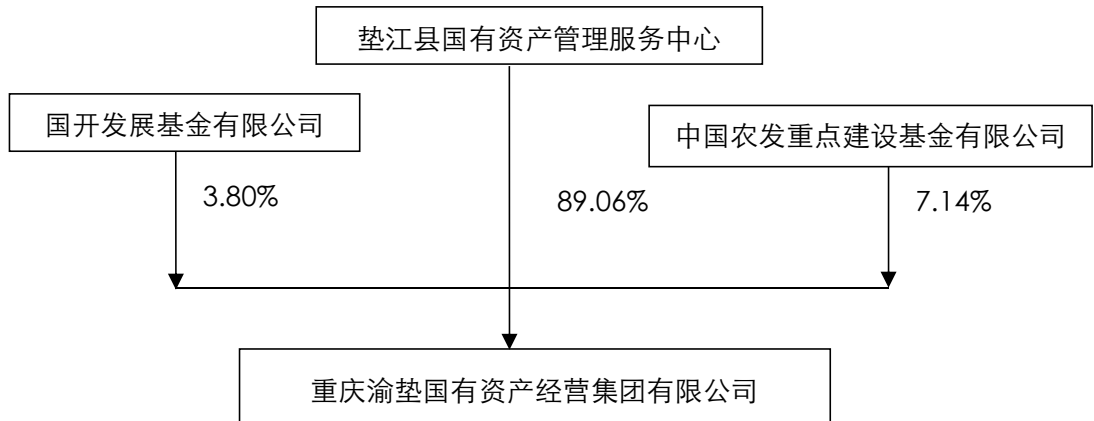 垫江县国有资产管理服务中心
国开发展基金有限公司
中国农发重点建设基金有限公司
3.80%
89.06%
7.14%
重庆渝垫国有资产经营集团有限公司